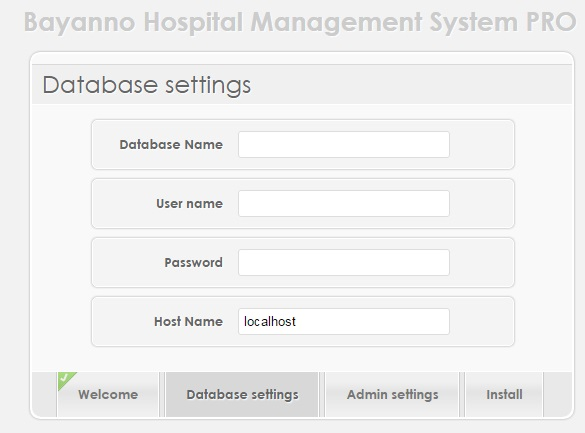 Bayanno Hospital Management System PRO
Database settings
Database Name
User name
Password
Host Name localhost
Welcome Database settings Admin settings Install